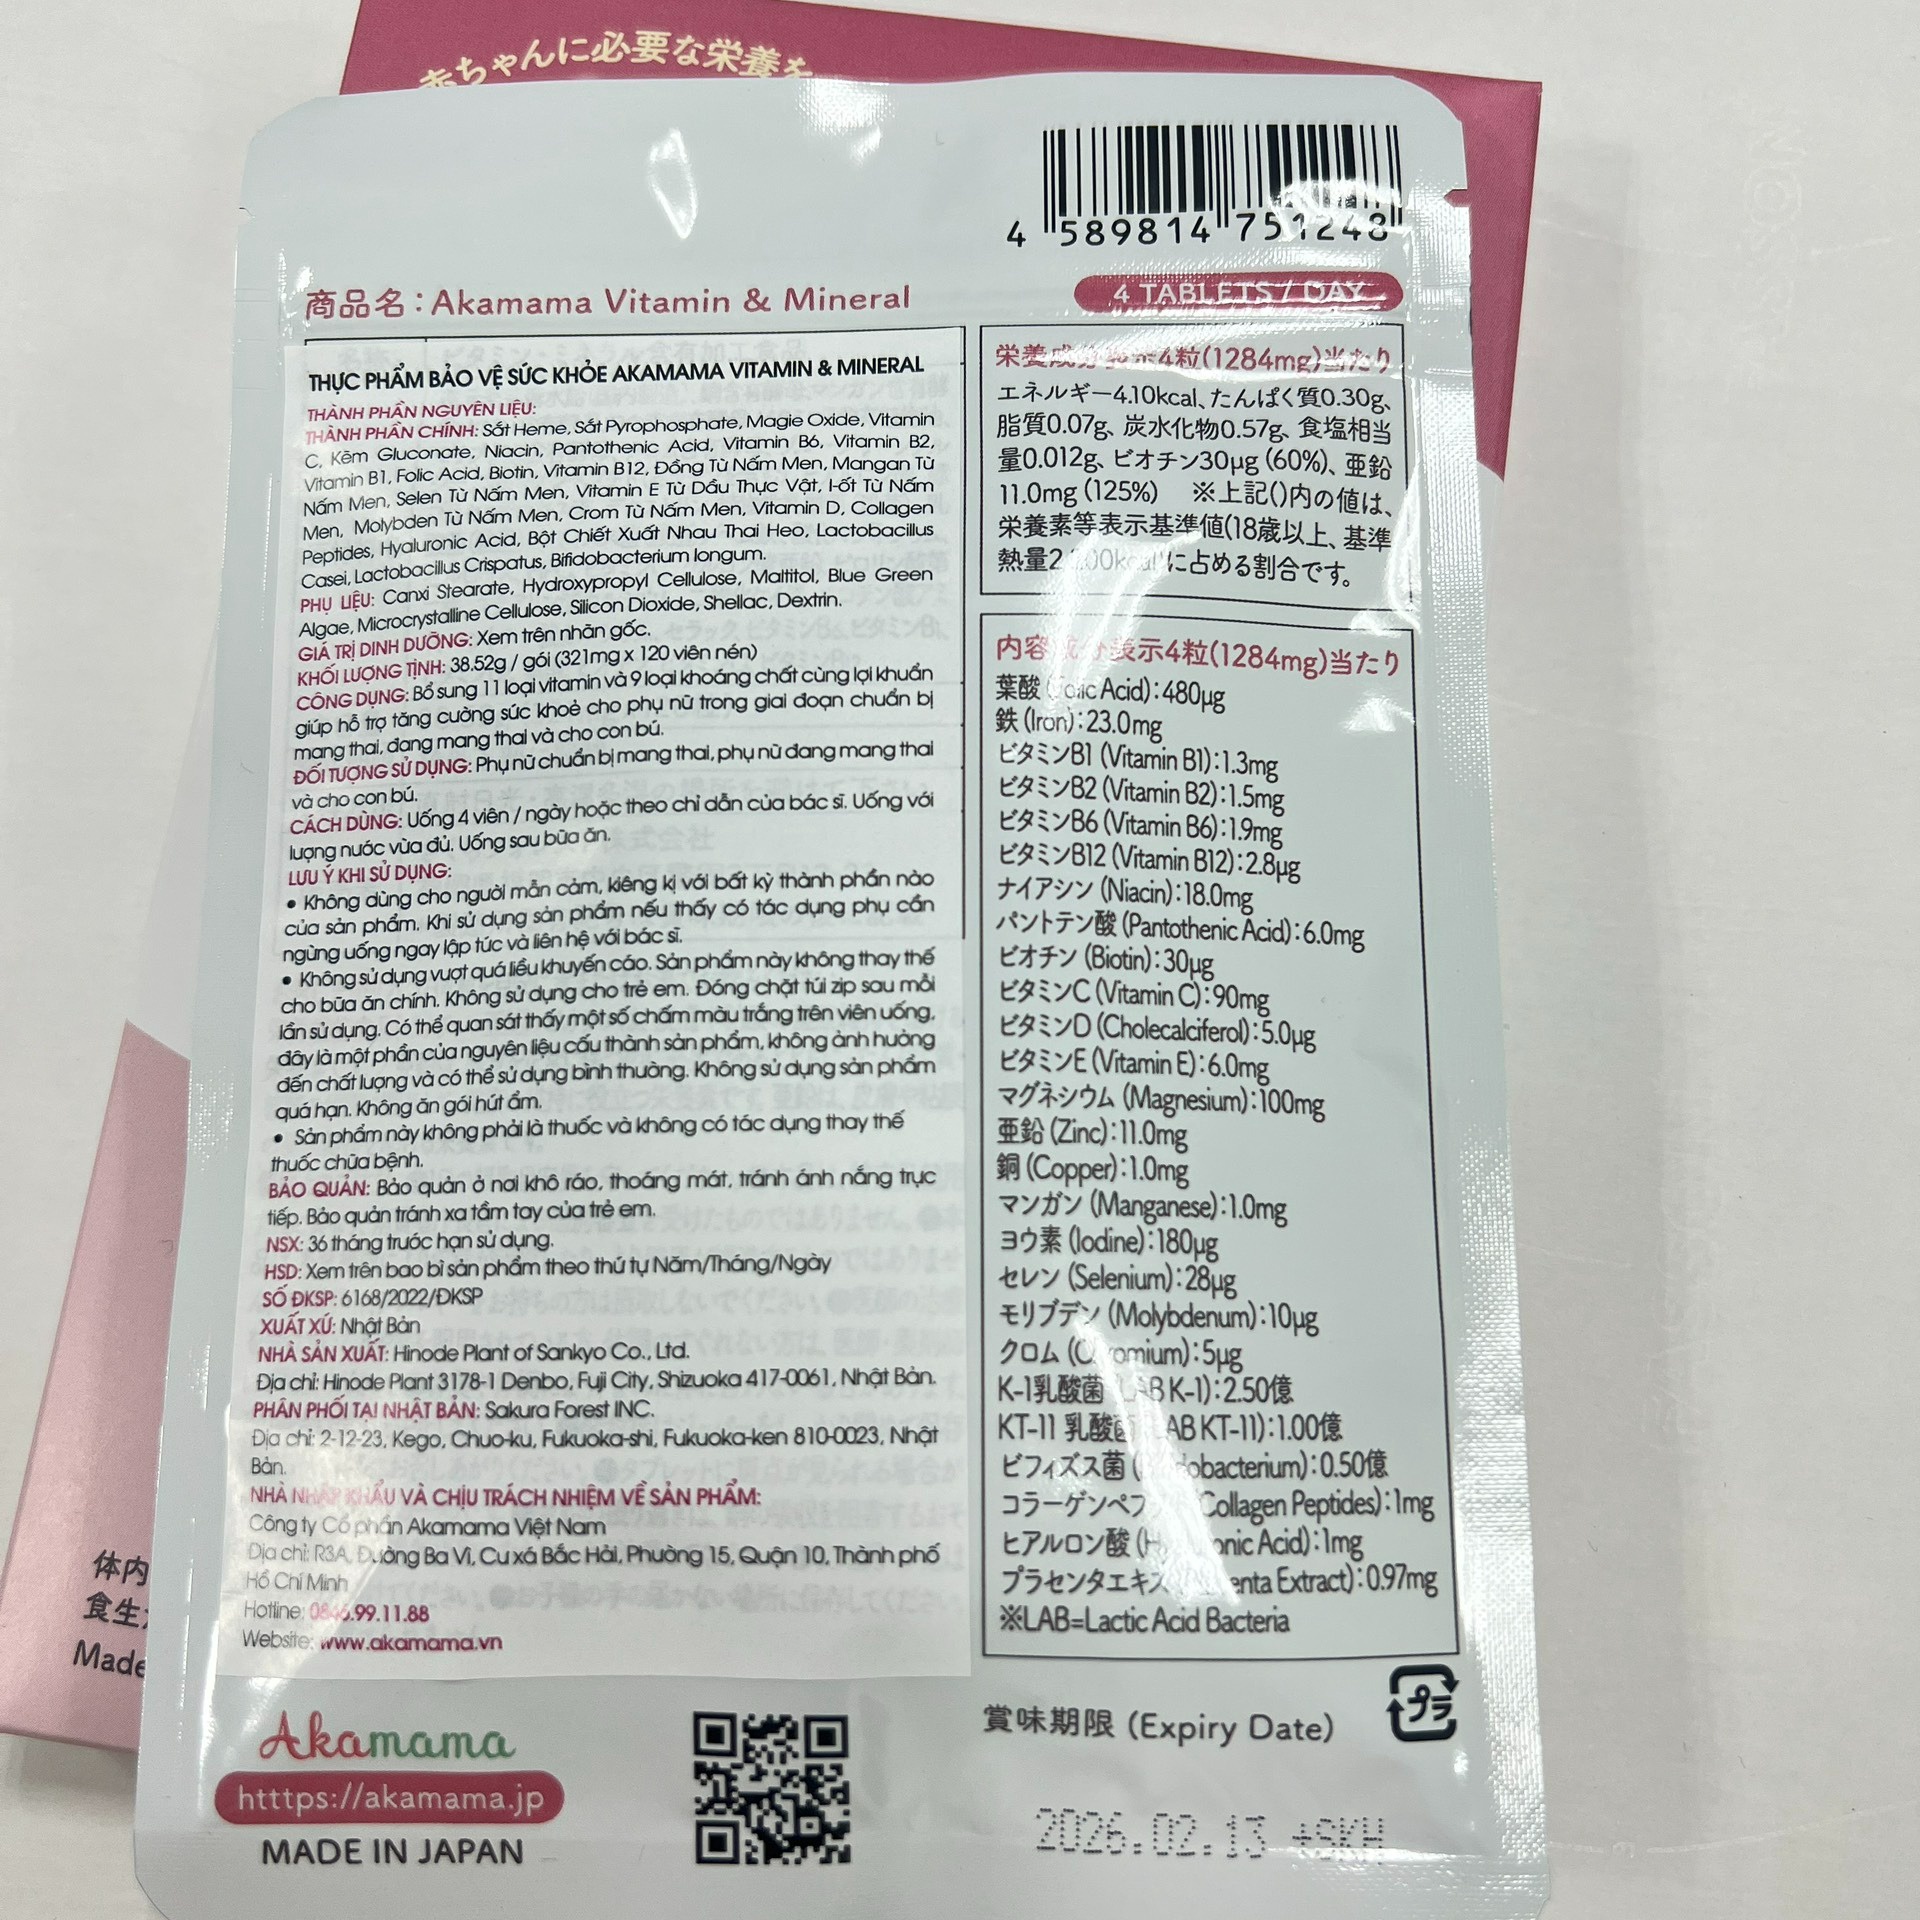 赤ちゃんに必要な栄養を
4 589814 751248
商品名：Akamama Vitamin & Mineral
4 TABLETS / DAY
THỰC PHẨM BẢO VỆ SỨC KHỎE AKAMAMA VITAMIN & MINERAL
THÀNH PHẦN NGUYÊN LIỆU:
THÀNH PHẦN CHÍNH: Sắt Heme, Sắt Pyrophosphate, Magie Oxide, Vitamin
C, Kẽm Gluconate, Niacin, Pantothenic Acid, Vitamin B6, Vitamin B2,
Vitamin B1, Folic Acid, Biotin, Vitamin B12, Đồng Từ Nấm Men, Mangan Từ
Nấm Men, Selen Từ Nấm Men, Vitamin E Từ Dầu Thực Vật, I-ốt Từ Nấm
Men, Molybden Từ Nấm Men, Crom Từ Nấm Men, Vitamin D, Collagen
Peptides, Hyaluronic Acid, Bột Chiết Xuất Nhau Thai Heo, Lactobacillus
Casei, Lactobacillus Crispatus, Bifidobacterium longum.
PHỤ LIỆU: Canxi Stearate, Hydroxypropyl Cellulose, Maltitol, Blue Green
Algae, Microcrystalline Cellulose, Silicon Dioxide, Shellac, Dextrin.
GIÁ TRỊ DINH DƯỠNG: Xem trên nhãn gốc.
KHỐI LƯỢNG TỊNH: 38.52g / gói (321mg x 120 viên nén)
CÔNG DỤNG: Bổ sung 11 loại vitamin và 9 loại khoáng chất cùng lợi khuẩn
giúp hỗ trợ tăng cường sức khoẻ cho phụ nữ trong giai đoạn chuẩn bị
mang thai, đang mang thai và cho con bú.
ĐỐI TƯỢNG SỬ DỤNG: Phụ nữ chuẩn bị mang thai, phụ nữ đang mang thai
và cho con bú.
CÁCH DÙNG: Uống 4 viên / ngày hoặc theo chỉ dẫn của bác sĩ. Uống với
lượng nước vừa đủ. Uống sau bữa ăn.
LƯU Ý KHI SỬ DỤNG:
• Không dùng cho người mẫn cảm, kiêng kị với bất kỳ thành phần nào
của sản phẩm. Khi sử dụng sản phẩm nếu thấy có tác dụng phụ cần
ngừng uống ngay lập tức và liên hệ với bác sĩ.
• Không sử dụng vượt quá liều khuyến cáo. Sản phẩm này không thay thế
cho bữa ăn chính. Không sử dụng cho trẻ em. Đóng chặt túi zip sau mỗi
lần sử dụng. Có thể quan sát thấy một số chấm màu trắng trên viên uống,
đây là một phần của nguyên liệu cấu thành sản phẩm, không ảnh hưởng
đến chất lượng và có thể sử dụng bình thường. Không sử dụng sản phẩm
quá hạn. Không ăn gói hút ẩm.
• Sản phẩm này không phải là thuốc và không có tác dụng thay thế
thuốc chữa bệnh.
BẢO QUẢN: Bảo quản ở nơi khô ráo, thoáng mát, tránh ánh nắng trực
tiếp. Bảo quản tránh xa tầm tay của trẻ em.
NSX: 36 tháng trước hạn sử dụng.
HSD: Xem trên bao bì sản phẩm theo thứ tự Năm/Tháng/Ngày
SỐ ĐKSP: 6168/2022/ĐKSP
XUẤT XỨ: Nhật Bản
NHÀ SẢN XUẤT: Hinode Plant of Sankyo Co., Ltd.
Địa chỉ: Hinode Plant 3178-1 Denbo, Fuji City, Shizuoka 417-0061, Nhật Bản.
PHÂN PHỐI TẠI NHẬT BẢN: Sakura Forest INC.
Địa chỉ: 2-12-23, Kego, Chuo-ku, Fukuoka-shi, Fukuoka-ken 810-0023, Nhật
Bản.
NHÀ NHẬP KHẨU VÀ CHỊU TRÁCH NHIỆM VỀ SẢN PHẨM:
Công ty Cổ phần Akamama Việt Nam
Địa chỉ: R3A, Đường Ba Vì, Cư xá Bắc Hải, Phường 15, Quận 10, Thành phố
Hồ Chí Minh
Hotline: 0846.99.11.88
Website: www.akamama.vn
栄養成分表示4粒(1284mg)当たり
エネルギー4.10kcal、たんぱく質0.30g、
脂質0.07g、炭水化物0.57g、食塩相当
量0.012g、ビオチン30μg (60%)、亜鉛
11.0mg (125%) ※上記()内の値は、
栄養素等表示基準値(18歳以上、基準
熱量2,200kcal)に占める割合です。
内容成分表示4粒(1284mg)当たり
葉酸 (Folic Acid):480μg
鉄 (Iron):23.0mg
ビタミンB1 (Vitamin B1):1.3mg
ビタミンB2 (Vitamin B2):1.5mg
ビタミンB6 (Vitamin B6):1.9mg
ビタミンB12 (Vitamin B12):2.8μg
ナイアシン (Niacin):18.0mg
パントテン酸 (Pantothenic Acid):6.0mg
ビオチン (Biotin):30μg
ビタミンC (Vitamin C):90mg
ビタミンD (Cholecalciferol):5.0μg
ビタミンE (Vitamin E):6.0mg
マグネシウム (Magnesium):100mg
亜鉛 (Zinc):11.0mg
銅 (Copper):1.0mg
マンガン (Manganese):1.0mg
ヨウ素 (Iodine):180μg
セレン (Selenium):28μg
モリブデン (Molybdenum):10μg
クロム (Chromium):5μg
K-1乳酸菌 (LAB K-1):2.50億
KT-11 乳酸菌 (LAB KT-11):1.00億
ビフィズス菌 (Bifidobacterium):0.50億
コラーゲンペプチド (Collagen Peptides):1mg
ヒアルロン酸 (Hyaluronic Acid):1mg
プラセンタエキス (Placenta Extract):0.97mg
※LAB=Lactic Acid Bacteria
賞味期限 (Expiry Date)
プラ
2026.02.13 +SKH
Akamama
htttps://akamama.jp
MADE IN JAPAN
体内
食生
Made